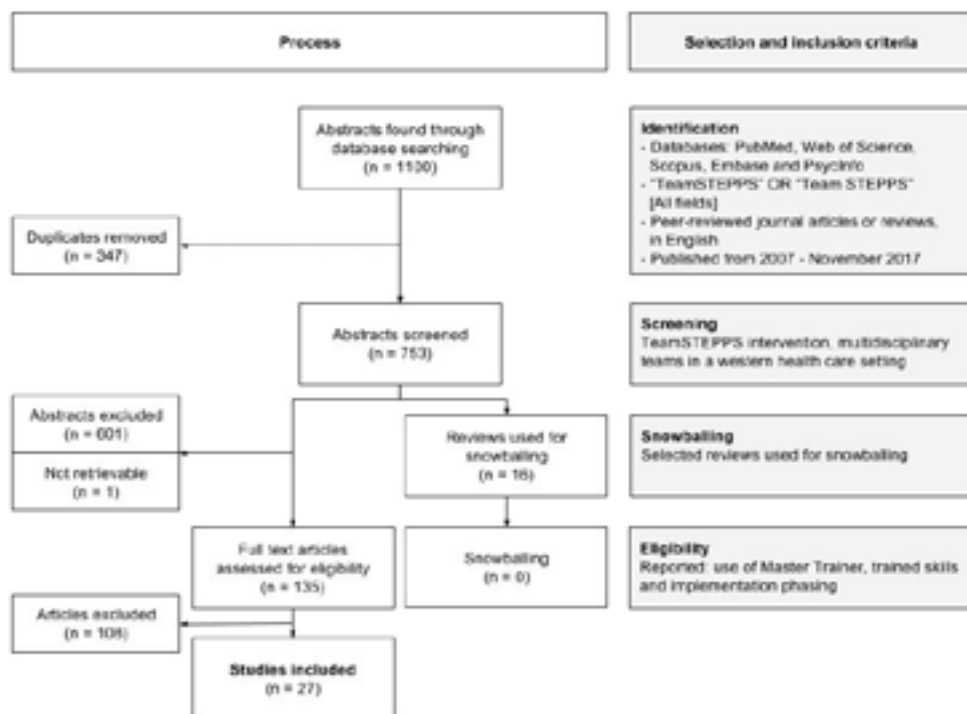 Process
Selection and inclusion criteria
Abstracts found through
database searching
(n = 1100)
Identification
- Databases: PubMed, Web of Science,
Scopus, Embase and PsycInfo
- "TeamSTEPPS" OR "Team STEPPS"
[All fields]
- Peer-reviewed journal articles or reviews,
in English
- Published from 2007 - November 2017
Duplicates removed
(n = 347)
Abstracts screened
(n = 753)
Screening
TeamSTEPPS intervention, multidisciplinary
teams in a western health care setting
Abstracts excluded
(n = 601)
Not retrievable
(n = 1)
Reviews used for
snowballing
(n = 16)
Snowballing
Selected reviews used for snowballing
Full text articles
assessed for eligibility
(n = 135)
Snowballing
(n = 0)
Eligibility
Reported: use of Master Trainer, trained skills
and implementation phasing
Articles excluded
(n = 108)
Studies included
(n = 27)